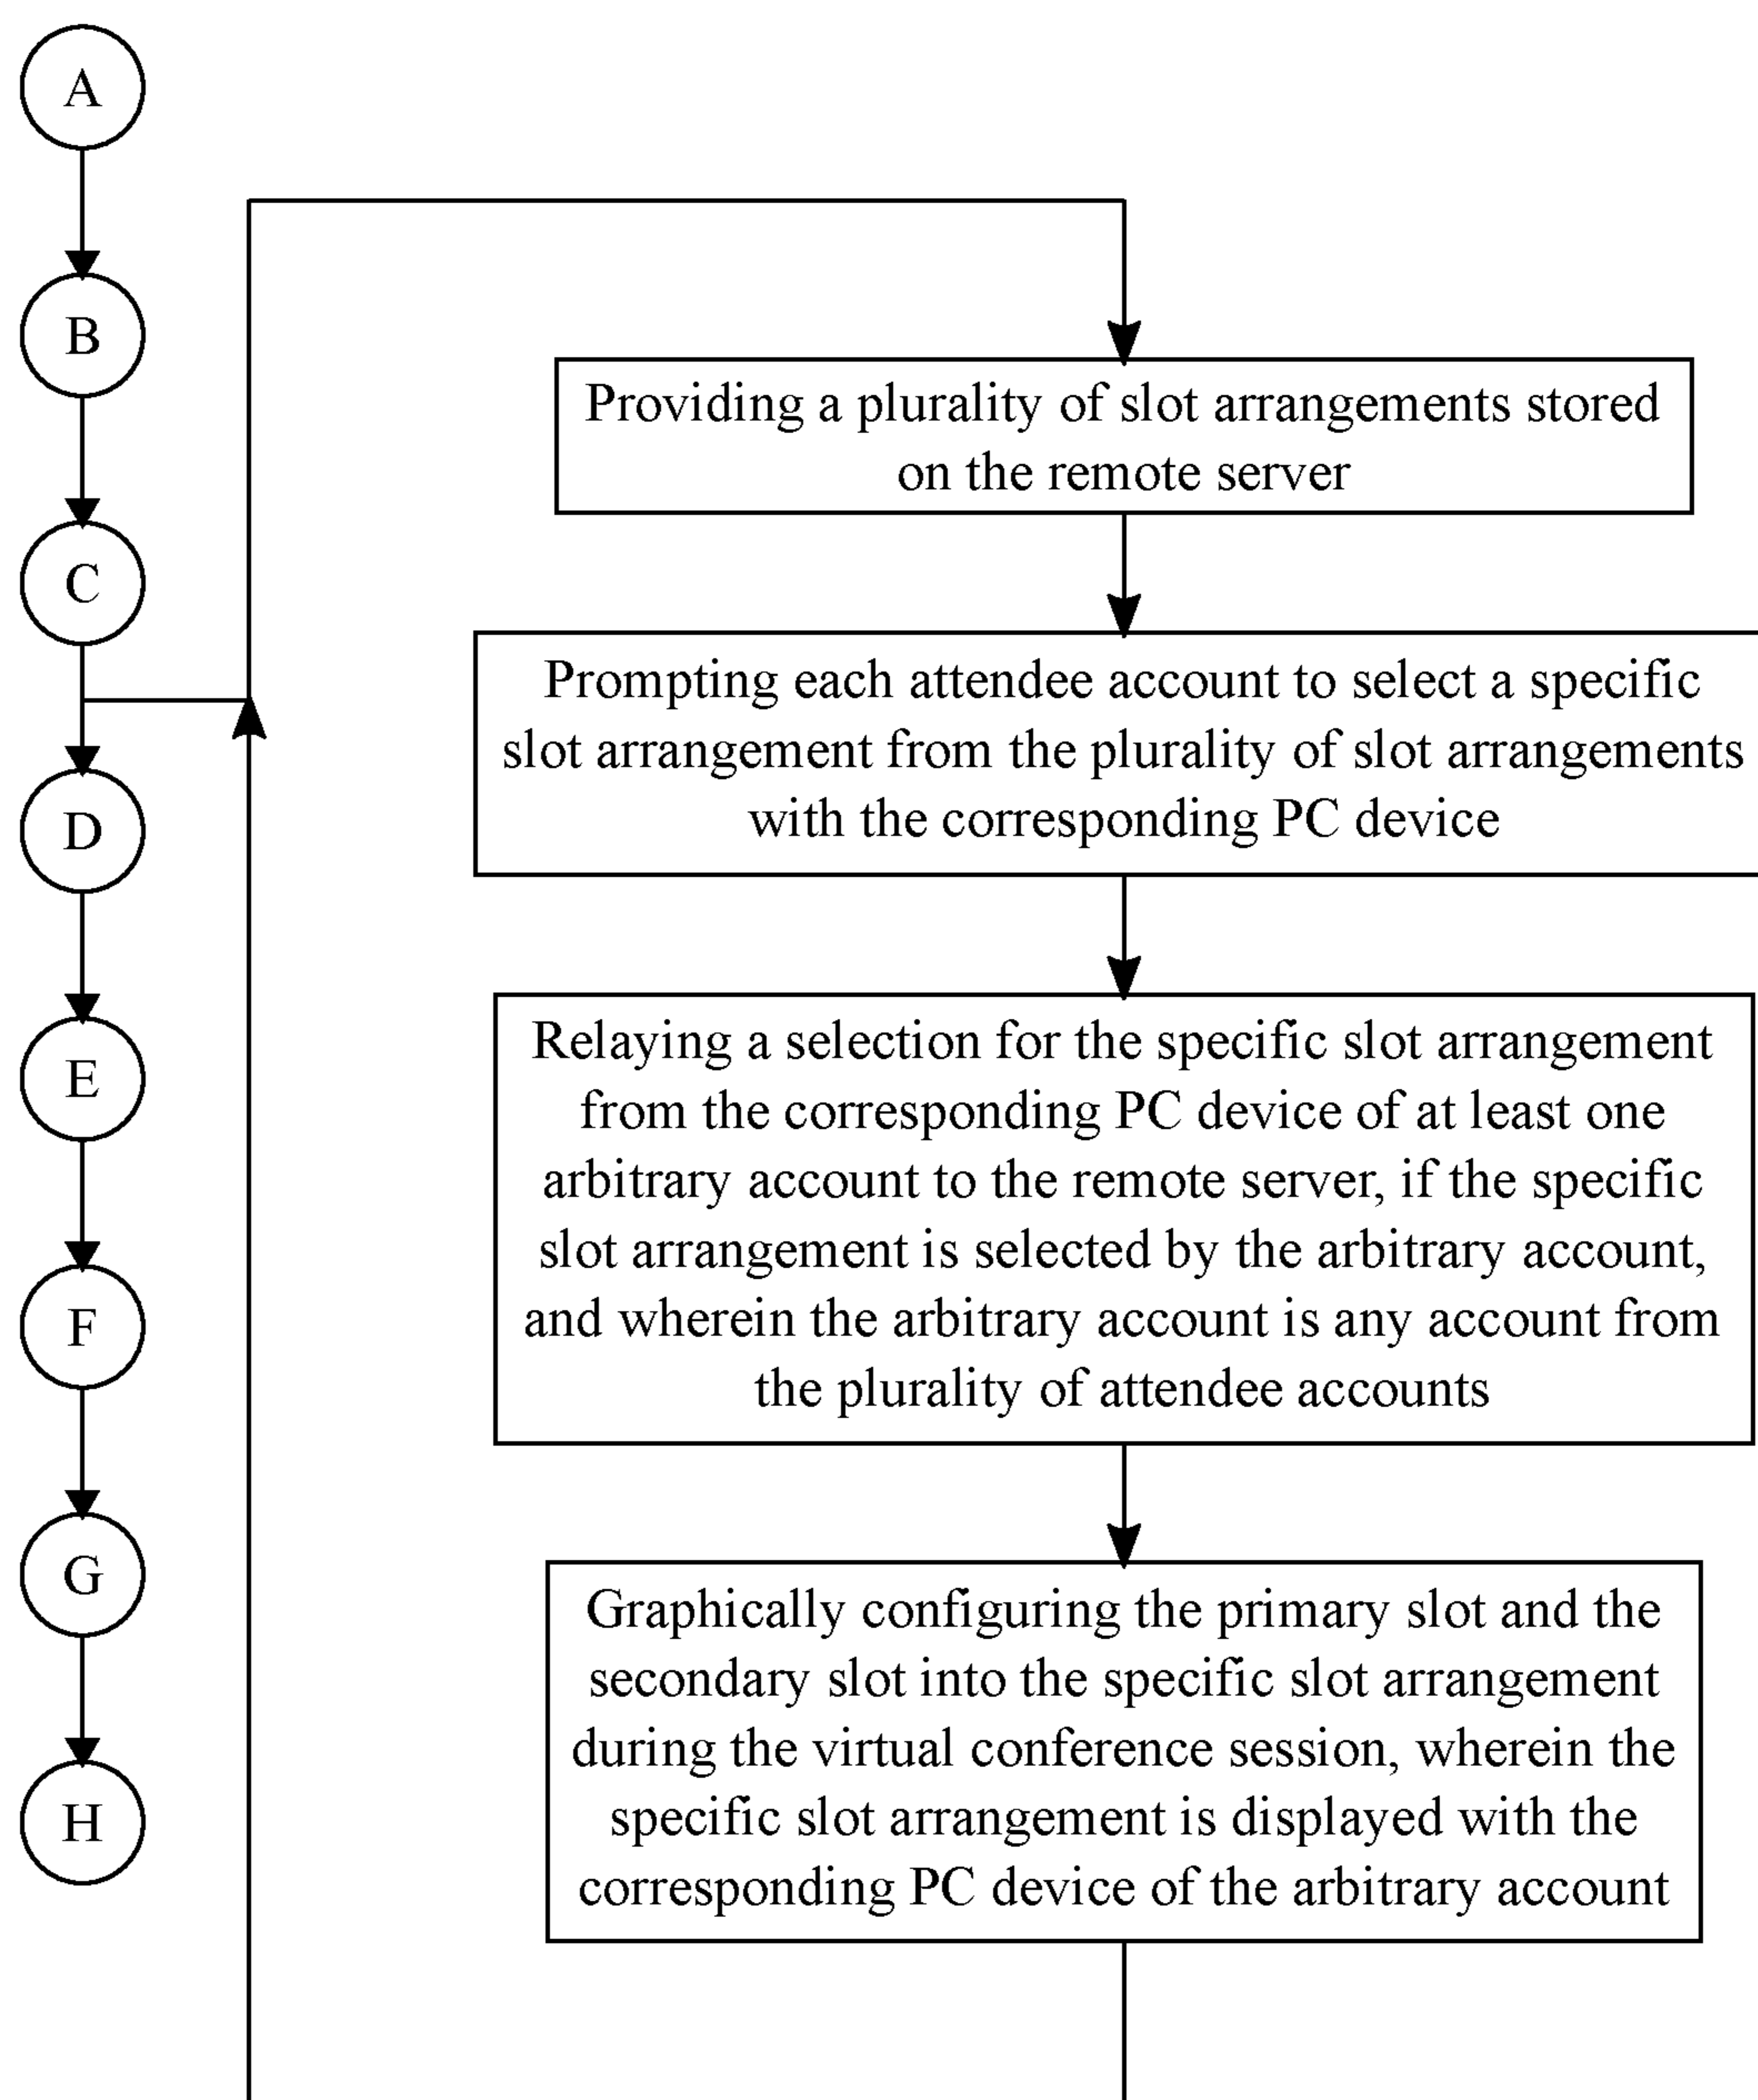 A
B
C
D
E
F
G
H
Providing a plurality of slot arrangements stored
on the remote server
Prompting each attendee account to select a specific
slot arrangement from the plurality of slot arrangements
with the corresponding PC device
Relaying a selection for the specific slot arrangement
from the corresponding PC device of at least one
arbitrary account to the remote server, if the specific
slot arrangement is selected by the arbitrary account,
and wherein the arbitrary account is any account from
the plurality of attendee accounts
Graphically configuring the primary slot and the
secondary slot into the specific slot arrangement
during the virtual conference session, wherein the
specific slot arrangement is displayed with the
corresponding PC device of the arbitrary account